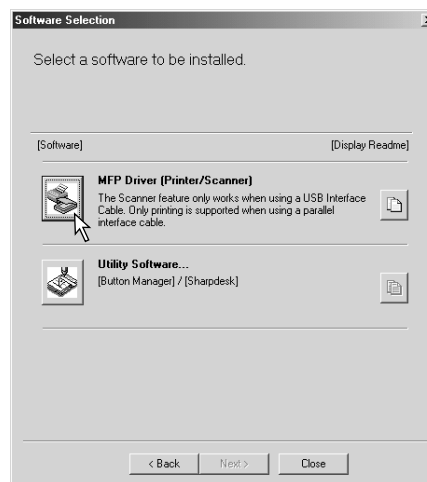 Software Selection
Select a software to be installed.
[Software] [Display Readme]
MFP Driver (Printer/Scanner)
The Scanner feature only works when using a USB Interface
Cable. Only printing is supported when using a parallel
interface cable.
Utility Software...
[Button Manager] / [Sharpdesk]
< Back Next > Close